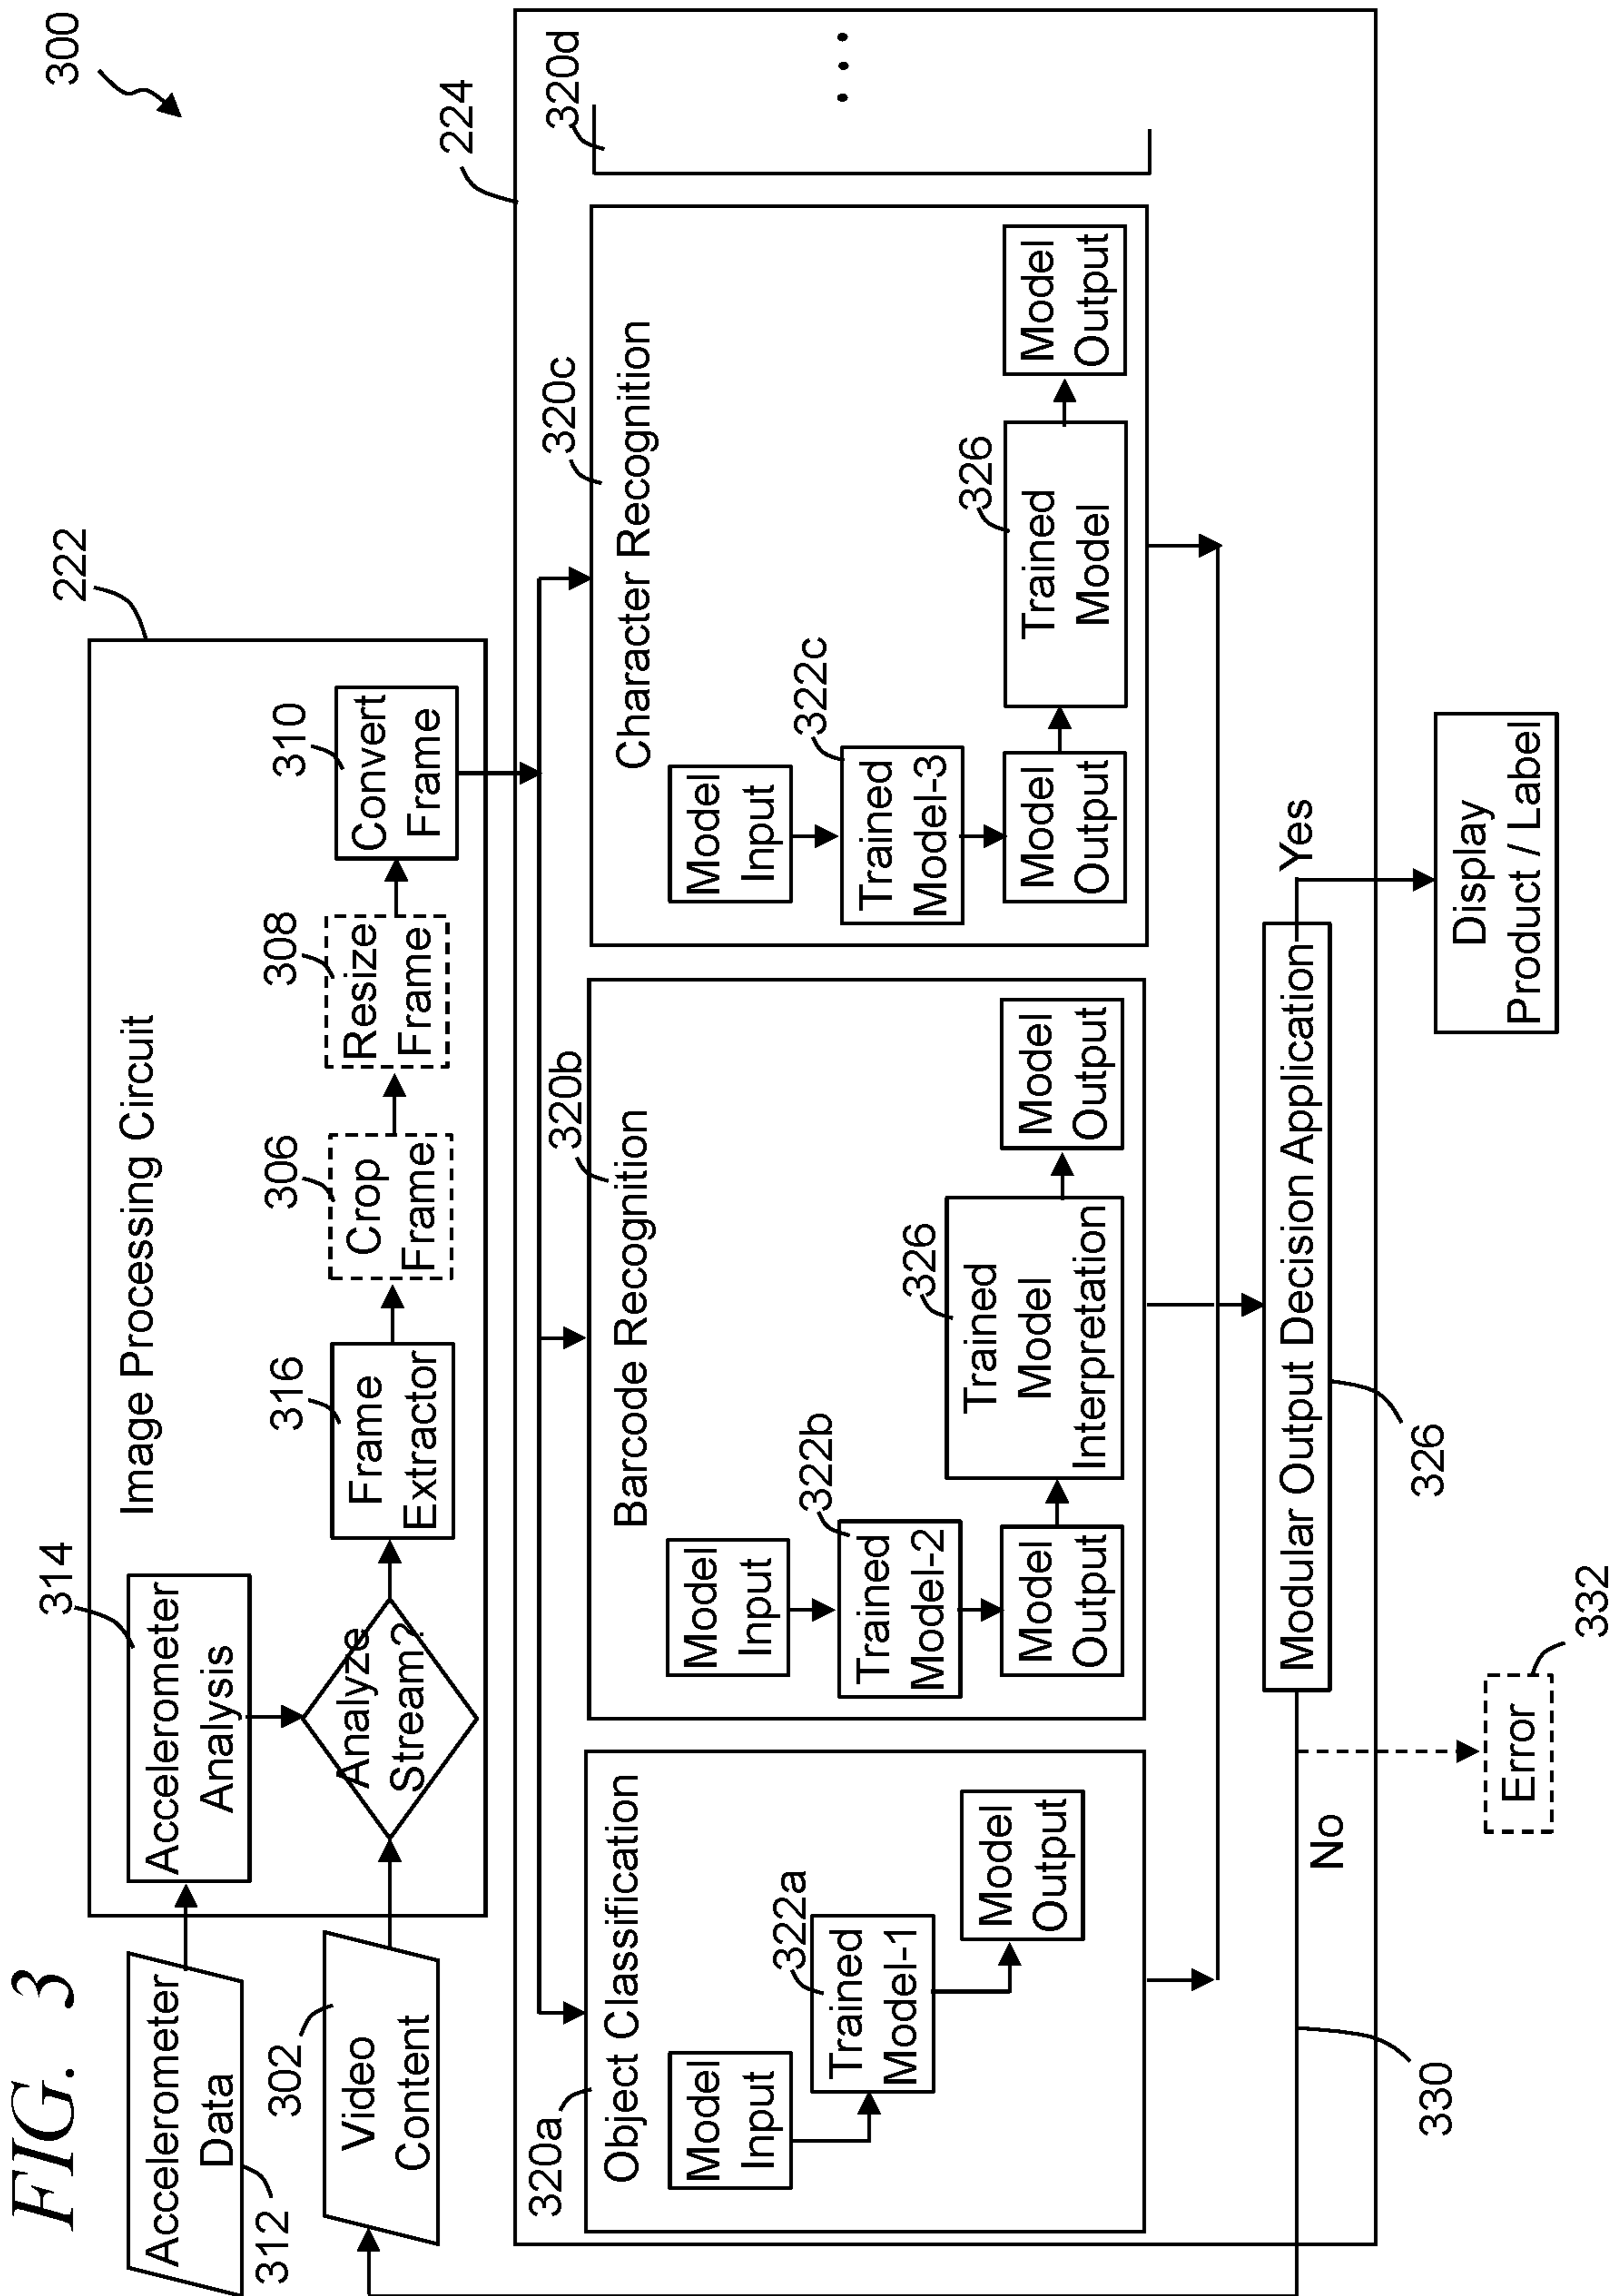 FIG. 3
300
Accelerometer
Data
312
302
Video
Content
222
Image Processing Circuit
314
Accelerometer
Analysis
Analyze
Stream?
316
Frame
Extractor
306
Crop
Frame
308
Resize
Frame
310
Convert
Frame
224
320a
Object Classification
Model
Input
322a
Trained
Model-1
Model
Output
320b
Barcode Recognition
Model
Input
322b
Trained
Model-2
Model
Output
326
Trained
Model
Interpretation
Model
Output
320c
Character Recognition
Model
Input
322c
Trained
Model-3
Model
Output
326
Trained
Model
Model
Output
320d
...
Modular Output Decision Application
326
No
Yes
330
Error
332
Display
Product / Label